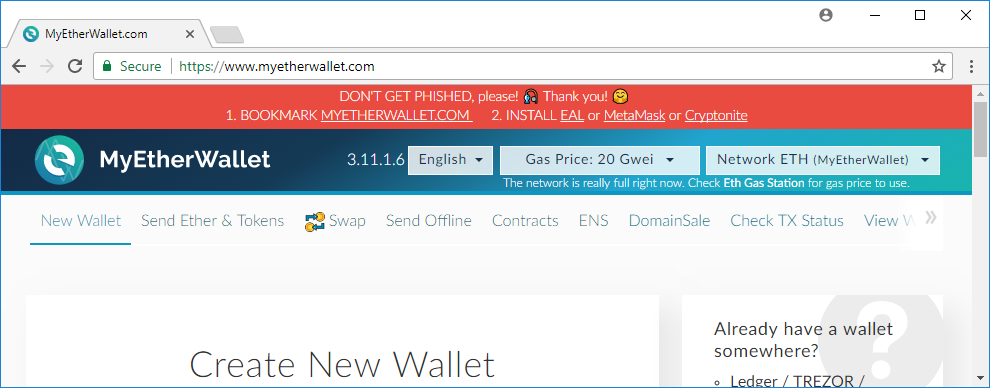 MyEtherWallet.com
Secure https://www.myetherwallet.com
DON'T GET PHISHED, please! Thank you!
1. BOOKMARK MYETHERWALLET.COM 2. INSTALL EAL or MetaMask or Cryptonite
MyEtherWallet 3.11.1.6 English Gas Price: 20 Gwei Network ETH (MyEtherWallet)
The network is really full right now. Check Eth Gas Station for gas price to use.
New Wallet Send Ether & Tokens Swap Send Offline Contracts ENS DomainSale Check TX Status View W »
Create New Wallet
Already have a wallet
somewhere?
Ledger / TREZOR /